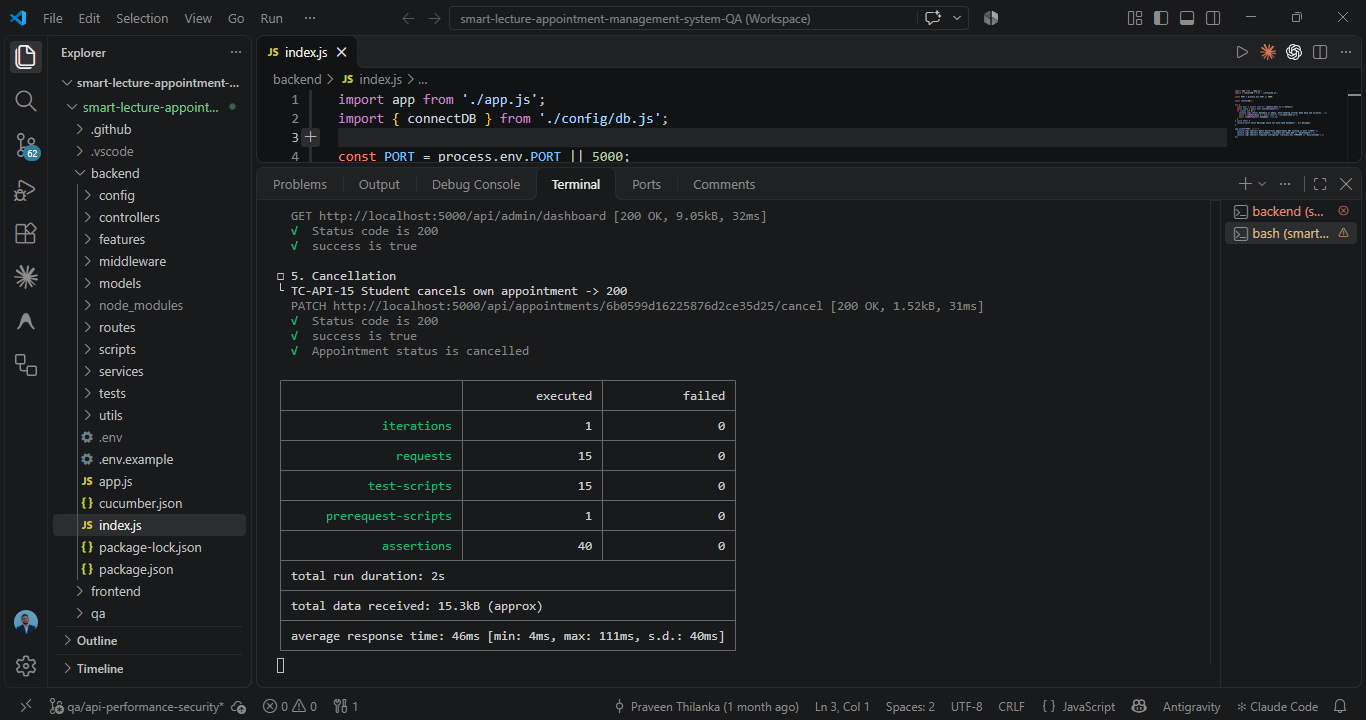 File Edit Selection View Go Run ···
smart-lecture-appointment-management-system-QA (Workspace)
Explorer ···
smart-lecture-appointment-...
smart-lecture-appoint...
.github
.vscode
backend
config
controllers
features
middleware
models
node_modules
routes
scripts
services
tests
utils
.env
.env.example
JS app.js
{} cucumber.json
JS index.js
{} package-lock.json
{} package.json
frontend
qa
Outline
Timeline
62
JS index.js
backend > JS index.js > ...
1 import app from './app.js';
2 import { connectDB } from './config/db.js';
3
4 const PORT = process.env.PORT || 5000;
Problems Output Debug Console Terminal Ports Comments
GET http://localhost:5000/api/admin/dashboard [200 OK, 9.05kB, 32ms]
√ Status code is 200
√ success is true
□ 5. Cancellation
└ TC-API-15 Student cancels own appointment -> 200
PATCH http://localhost:5000/api/appointments/6b0599d16225876d2ce35d25/cancel [200 OK, 1.52kB, 31ms]
√ Status code is 200
√ success is true
√ Appointment status is cancelled
executed failed
iterations 1 0
requests 15 0
test-scripts 15 0
prerequest-scripts 1 0
assertions 40 0
total run duration: 2s
total data received: 15.3kB (approx)
average response time: 46ms [min: 4ms, max: 111ms, s.d.: 40ms]
backend (s...
bash (smart...
qa/api-performance-security* 0 0 1 Praveen Thilanka (1 month ago) Ln 3, Col 1 Spaces: 2 UTF-8 CRLF {} JavaScript Antigravity Claude Code